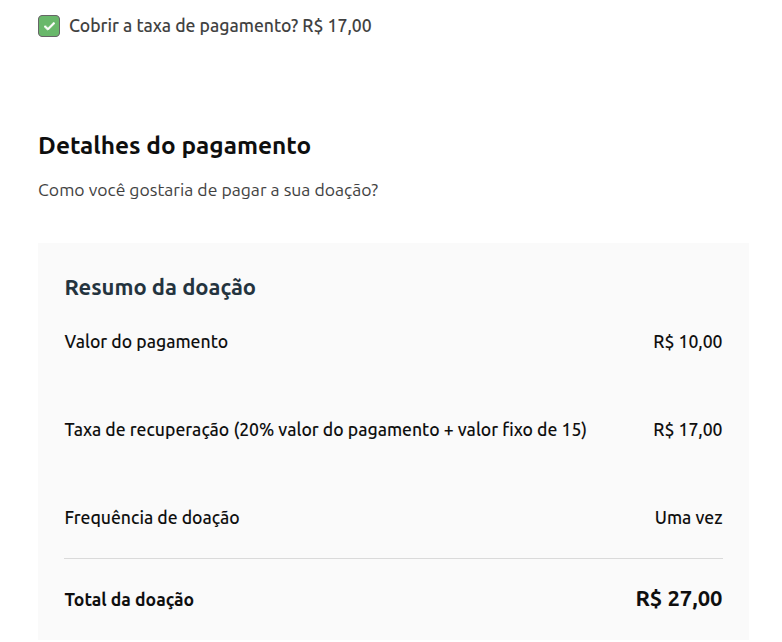 Cobrir a taxa de pagamento? R$ 17,00
Detalhes do pagamento
Como você gostaria de pagar a sua doação?
Resumo da doação
Valor do pagamento R$ 10,00
Taxa de recuperação (20% valor do pagamento + valor fixo de 15) R$ 17,00
Frequência de doação Uma vez
Total da doação R$ 27,00